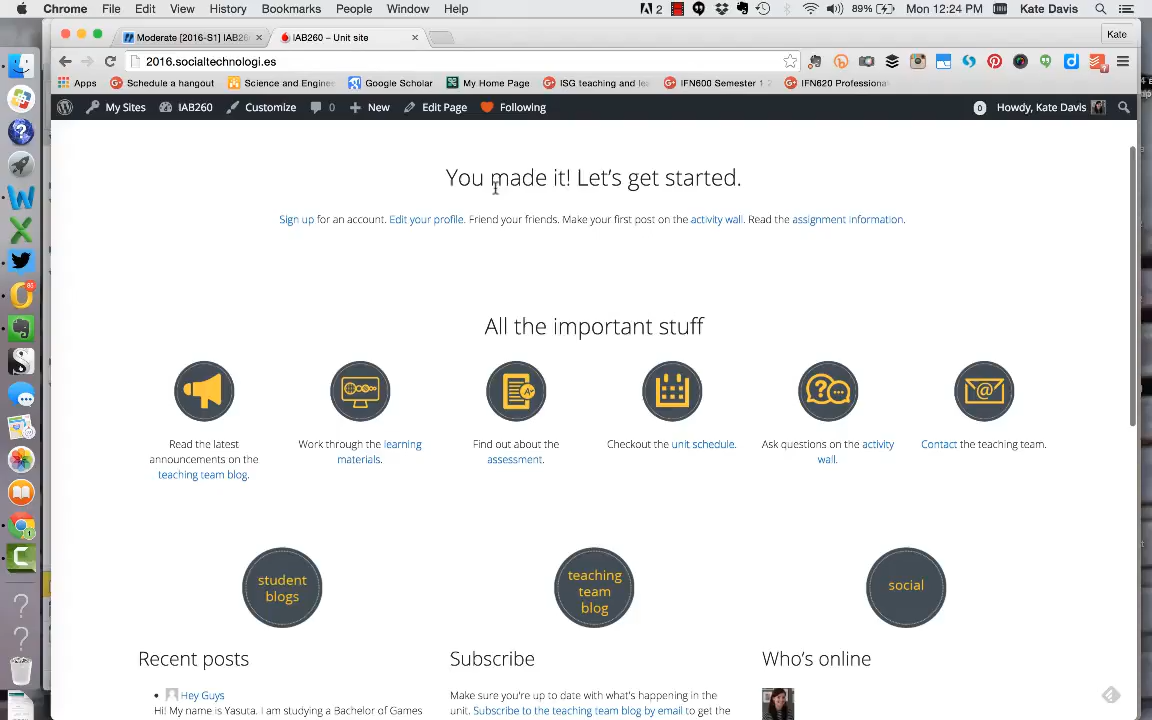 Chrome File Edit View History Bookmarks People Window Help
2 89% Mon 12:24 PM Kate Davis
Moderate [2016-S1] IAB26 iAB260 – Unit site Kate
2016.socialtechnologi.es
Apps Schedule a hangout Science and Engine Google Scholar My Home Page ISG teaching and lea IFN600 Semester 1 2 IFN620 Professiona
My Sites IAB260 Customize 0 New Edit Page Following 0 Howdy, Kate Davis
You made it! Let's get started.
Sign up for an account. Edit your profile. Friend your friends. Make your first post on the activity wall. Read the assignment information.
All the important stuff
A+
Read the latest
announcements on the
teaching team blog.
Work through the learning
materials.
Find out about the
assessment.
Checkout the unit schedule.
Ask questions on the activity
wall.
Contact the teaching team.
student
blogs
teaching
team
blog
social
Recent posts
Hey Guys
Hi! My name is Yasuta. I am studying a Bachelor of Games
Subscribe
Make sure you're up to date with what's happening in the
unit. Subscribe to the teaching team blog by email to get the
Who's online